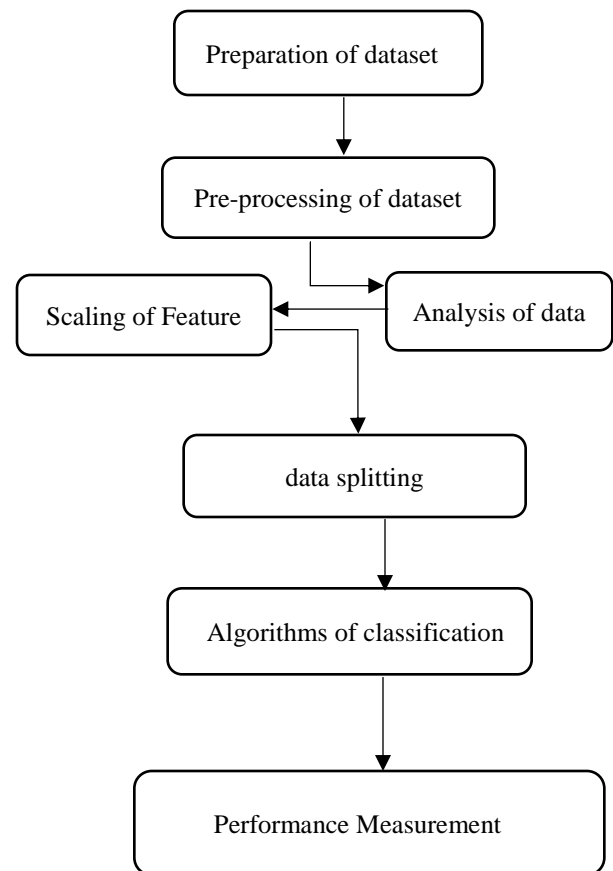 Preparation of dataset
Pre-processing of dataset
Analysis of data
Scaling of Feature
data splitting
Algorithms of classification
Performance Measurement